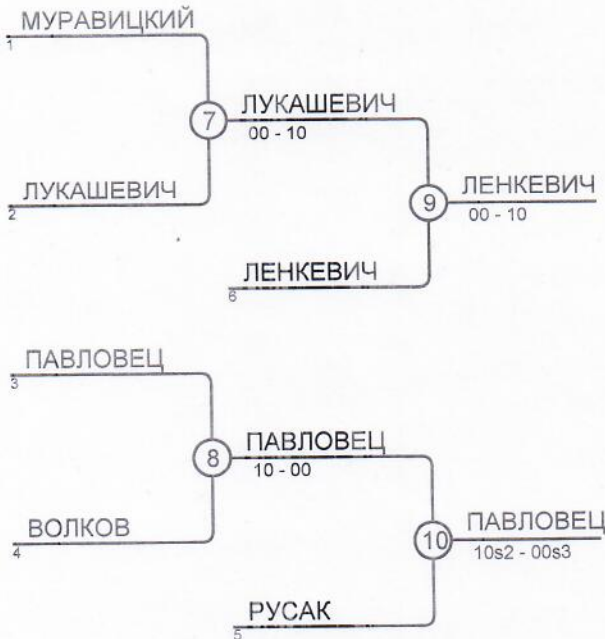 МУРАВИЦКИЙ
1
7
ЛУКАШЕВИЧ
00 - 10
ЛУКАШЕВИЧ
2
9
ЛЕНКЕВИЧ
00 - 10
ЛЕНКЕВИЧ
6
ПАВЛОВЕЦ
3
8
ПАВЛОВЕЦ
10 - 00
ВОЛКОВ
4
10
ПАВЛОВЕЦ
10s2 - 00s3
РУСАК
5